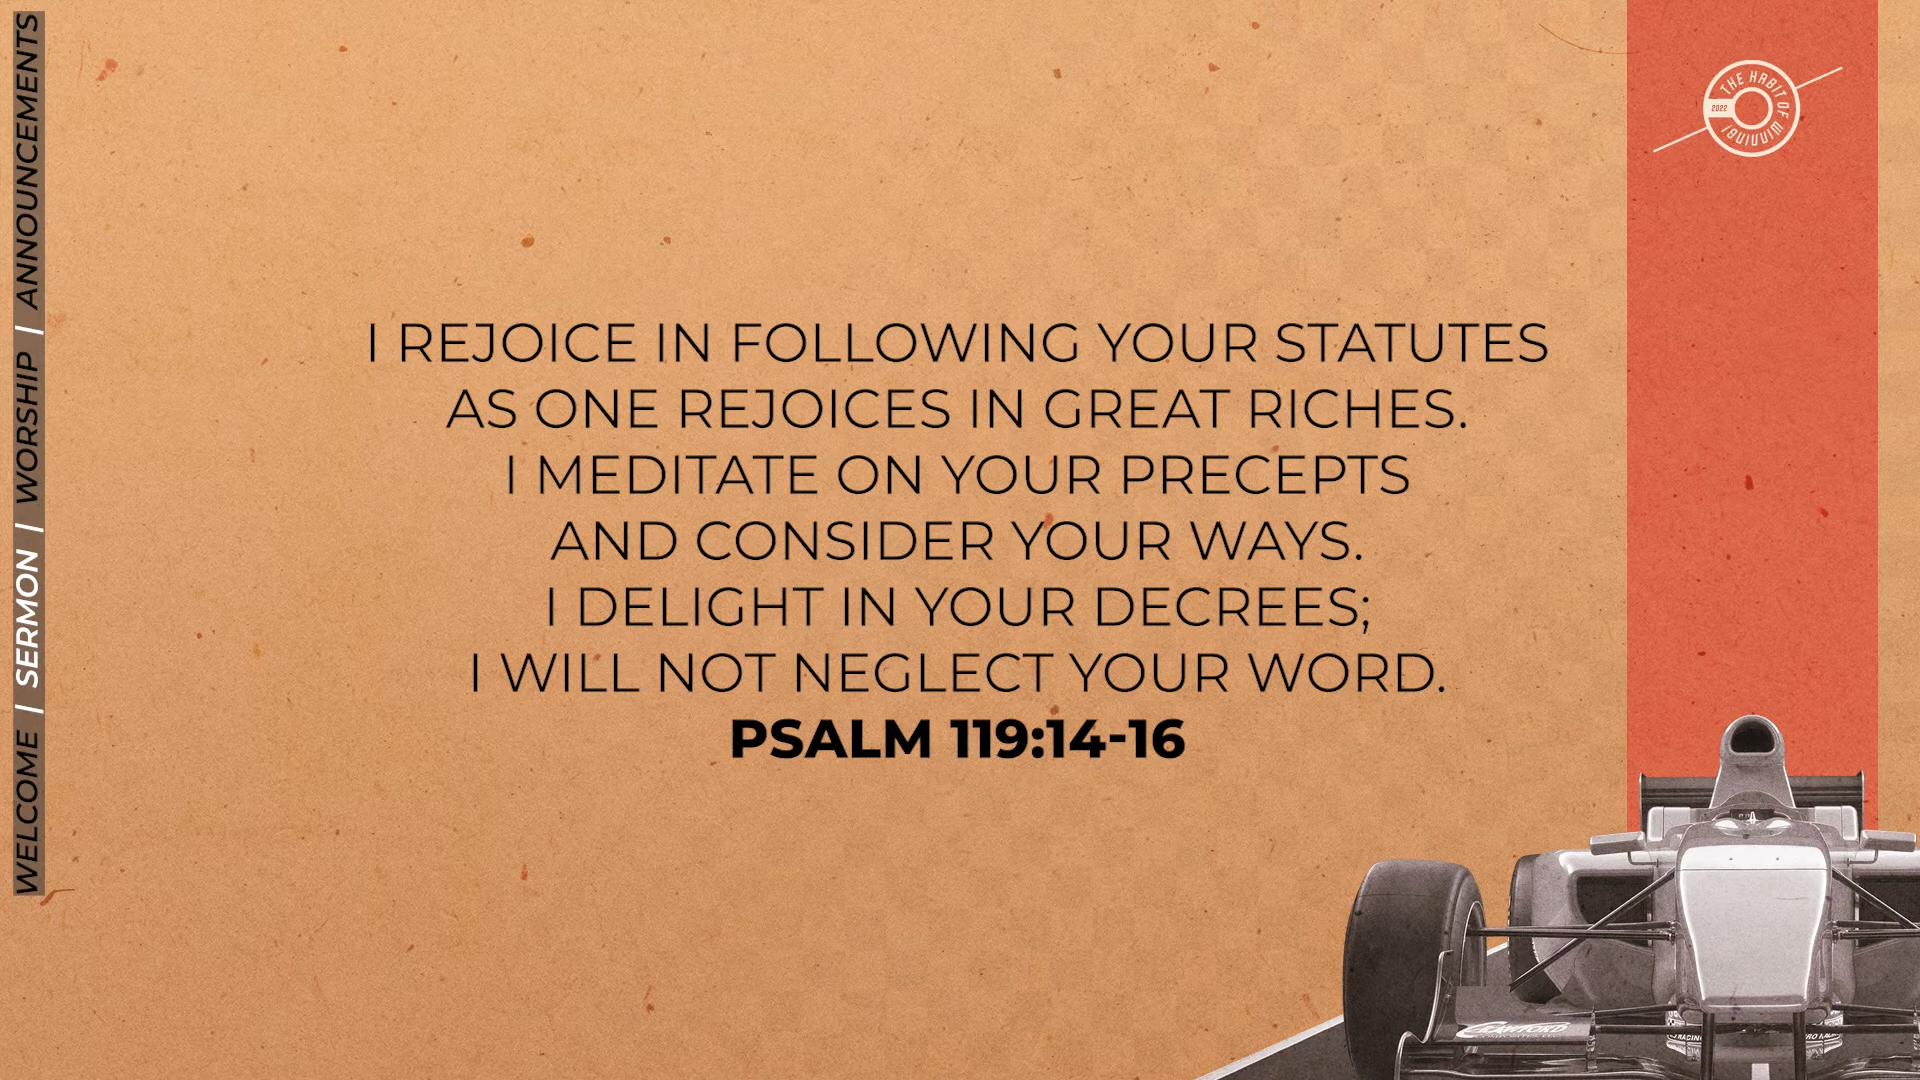 WELCOME | SERMON | WORSHIP | ANNOUNCEMENTS
THE HABIT OF WINNING!
2022
I REJOICE IN FOLLOWING YOUR STATUTES
AS ONE REJOICES IN GREAT RICHES.
I MEDITATE ON YOUR PRECEPTS
AND CONSIDER YOUR WAYS.
I DELIGHT IN YOUR DECREES;
I WILL NOT NEGLECT YOUR WORD.
PSALM 119:14-16
CRAWFORD
RACING